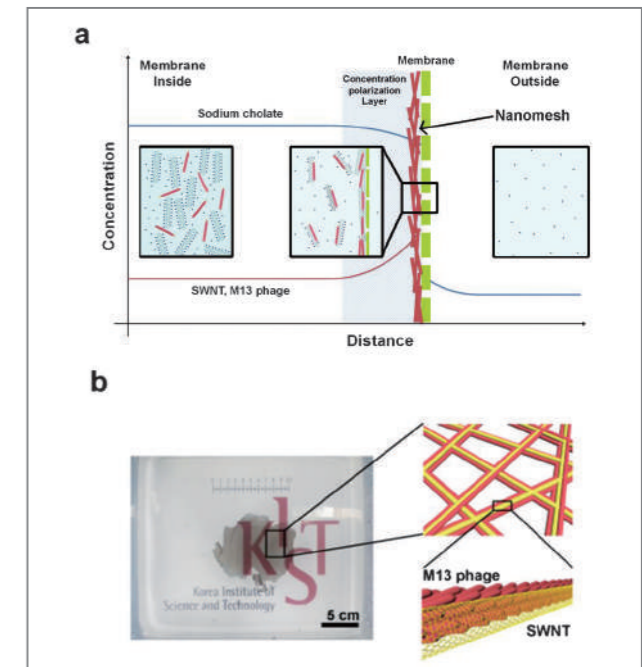 a
Membrane
Inside
Membrane
Membrane
Outside
Concentration
polarization
Layer
Sodium cholate
Nanomesh
Concentration
SWNT, M13 phage
Distance
b
KIST
Korea Institute of
Science and Technology
5 cm
M13 phage
SWNT